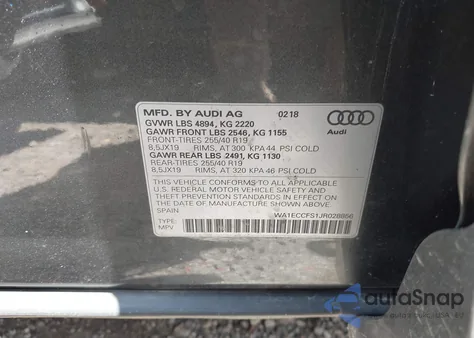 MFD. BY AUDI AG 0218
GVWR LBS 4894, KG 2220
GAWR FRONT LBS 2546, KG 1155
FRONT-TIRES 255/40 R19
8,5JX19 RIMS, AT 300 KPA 44 PSI COLD
GAWR REAR LBS 2491, KG 1130
REAR-TIRES 255/40 R19
8,5JX19 RIMS, AT 320 KPA 46 PSI COLD
THIS VEHICLE CONFORMS TO ALL APPLICABLE
U.S. FEDERAL MOTOR VEHICLE SAFETY AND
THEFT PREVENTION STANDARDS IN EFFECT ON
THE DATE OF MANUFACTURE SHOWN ABOVE.
SPAIN
TYPE:
MPV
WA1ECCFS1JR028856
Audi
autoSnap